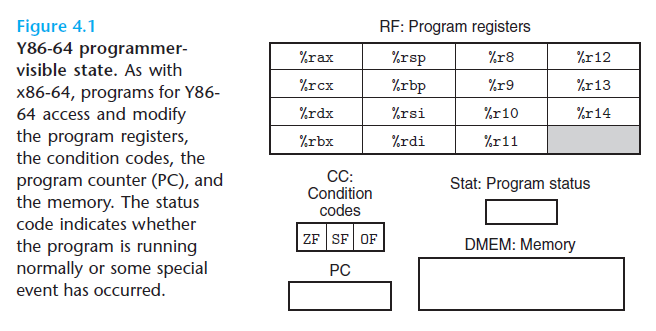 Figure 4.1
Y86-64 programmer-
visible state. As with
x86-64, programs for Y86-
64 access and modify
the program registers,
the condition codes, the
program counter (PC), and
the memory. The status
code indicates whether
the program is running
normally or some special
event has occurred.
RF: Program registers
%rax %rsp %r8 %r12
%rcx %rbp %r9 %r13
%rdx %rsi %r10 %r14
%rbx %rdi %r11
CC:
Condition
codes
ZF SF OF
PC
Stat: Program status
DMEM: Memory